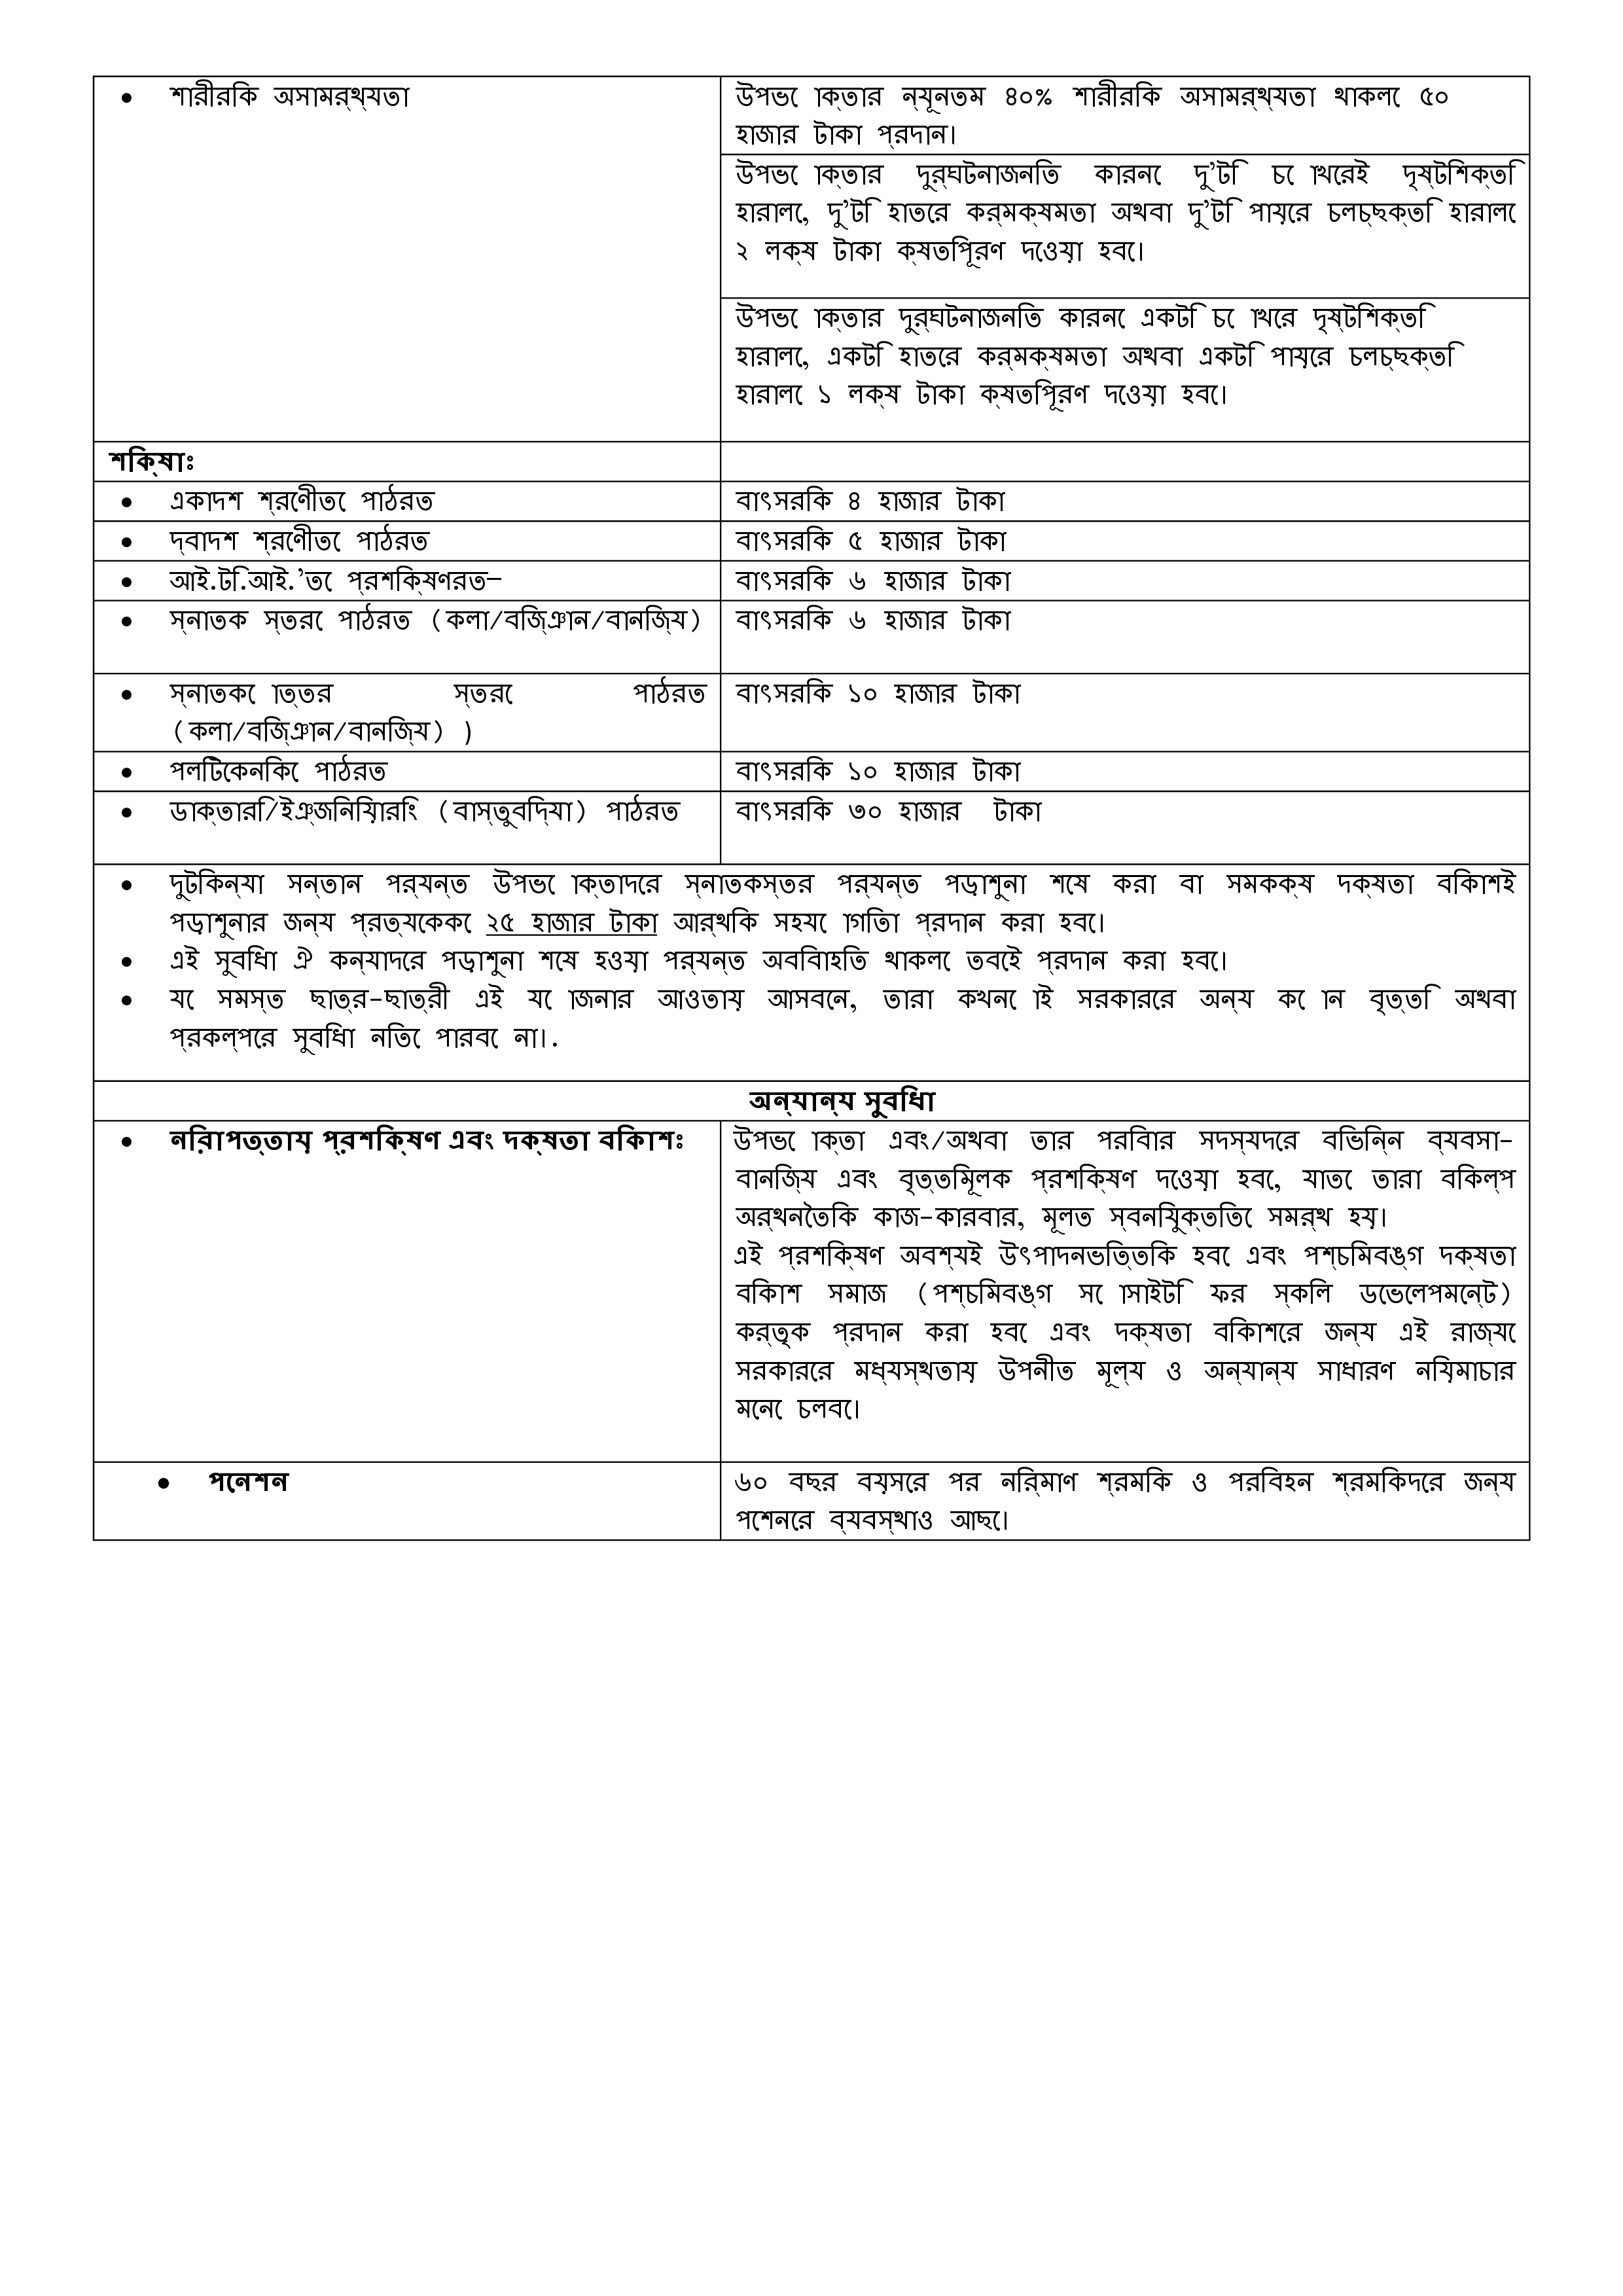 • শারীরিক অসামর্থ্যতা
উপভোক্তার ন্যূনতম ৪০% শারীরিক অসামর্থ্যতা থাকলে ৫০
হাজার টাকা প্রদান।
উপভোক্তার দুর্ঘটনাজনিত কারনে দু’টি চোখেরই দৃষ্টিশক্তি
হারালে, দু’টি হাতের কর্মক্ষমতা অথবা দু’টি পায়ের চলচ্ছক্তি হারালে
২ লক্ষ টাকা ক্ষতিপূরণ দেওয়া হবে।
উপভোক্তার দুর্ঘটনাজনিত কারনে একটি চোখের দৃষ্টিশক্তি
হারালে, একটি হাতের কর্মক্ষমতা অথবা একটি পায়ের চলচ্ছক্তি
হারালে ১ লক্ষ টাকা ক্ষতিপূরণ দেওয়া হবে।
শিক্ষাঃ
• একাদশ শ্রেণীতে পাঠরত
বাৎসরিক ৪ হাজার টাকা
• দ্বাদশ শ্রেণীতে পাঠরত
বাৎসরিক ৫ হাজার টাকা
• আই.টি.আই.’তে প্রশিক্ষণরত–
বাৎসরিক ৬ হাজার টাকা
• স্নাতক স্তরে পাঠরত (কলা/বিজ্ঞান/বানিজ্য)
বাৎসরিক ৬ হাজার টাকা
• স্নাতকোত্তর স্তরে পাঠরত
(কলা/বিজ্ঞান/বানিজ্য) )
বাৎসরিক ১০ হাজার টাকা
• পলিটেকনিকে পাঠরত
বাৎসরিক ১০ হাজার টাকা
• ডাক্তারি/ইঞ্জিনিয়ারিং (বাস্তুবিদ্যা) পাঠরত
বাৎসরিক ৩০ হাজার টাকা
• দুটিকন্যা সন্তান পর্যন্ত উপভোক্তাদের স্নাতকস্তর পর্যন্ত পড়াশুনা শেষ করা বা সমকক্ষ দক্ষতা বিকাশই
পড়াশুনার জন্য প্রত্যেককে ২৫ হাজার টাকা আর্থিক সহযোগিতা প্রদান করা হবে।
• এই সুবিধা ঐ কন্যাদের পড়াশুনা শেষ হওয়া পর্যন্ত অবিবাহিত থাকলে তবেই প্রদান করা হবে।
• যে সমস্ত ছাত্র-ছাত্রী এই যোজনার আওতায় আসবেন, তারা কখনোই সরকারের অন্য কোন বৃত্তি অথবা
প্রকল্পের সুবিধা নিতে পারবে না।.
অন্যান্য সুবিধা
• নিরাপত্তায় প্রশিক্ষণ এবং দক্ষতা বিকাশঃ
উপভোক্তা এবং/অথবা তার পরিবার সদস্যদের বিভিন্ন ব্যবসা-
বানিজ্য এবং বৃত্তিমূলক প্রশিক্ষণ দেওয়া হবে, যাতে তারা বিকল্প
অর্থনৈতিক কাজ-কারবার, মূলত স্বনিযুক্তিতে সমর্থ হয়।
এই প্রশিক্ষণ অবশ্যই উৎপাদনভিত্তিক হবে এবং পশ্চিমবঙ্গ দক্ষতা
বিকাশ সমাজ (পশ্চিমবঙ্গ সোসাইটি ফর স্কিল ডেভেলপমেন্ট)
কর্তৃক প্রদান করা হবে এবং দক্ষতা বিকাশের জন্য এই রাজ্যে
সরকারের মধ্যস্থতায় উপনীত মূল্য ও অন্যান্য সাধারণ নিয়মাচার
মেনে চলবে।
• পেনশন
৬০ বছর বয়সের পর নির্মাণ শ্রমিক ও পরিবহন শ্রমিকদের জন্য
পেশনের ব্যবস্থাও আছে।